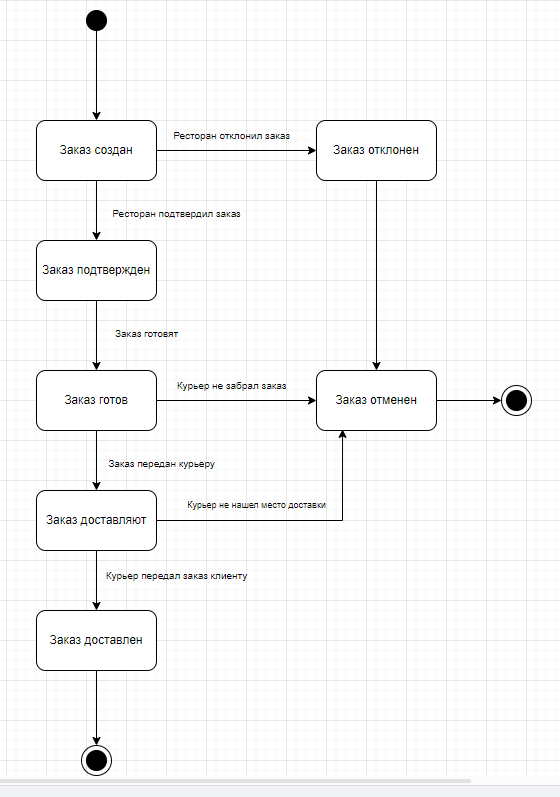 Ресторан отклонил заказ
Заказ создан
Заказ отклонен
Ресторан подтвердил заказ
Заказ подтвержден
Заказ готовят
Курьер не забрал заказ
Заказ готов
Заказ отменен
Заказ передан курьеру
Курьер не нашел место доставки
Заказ доставляют
Курьер передал заказ клиенту
Заказ доставлен